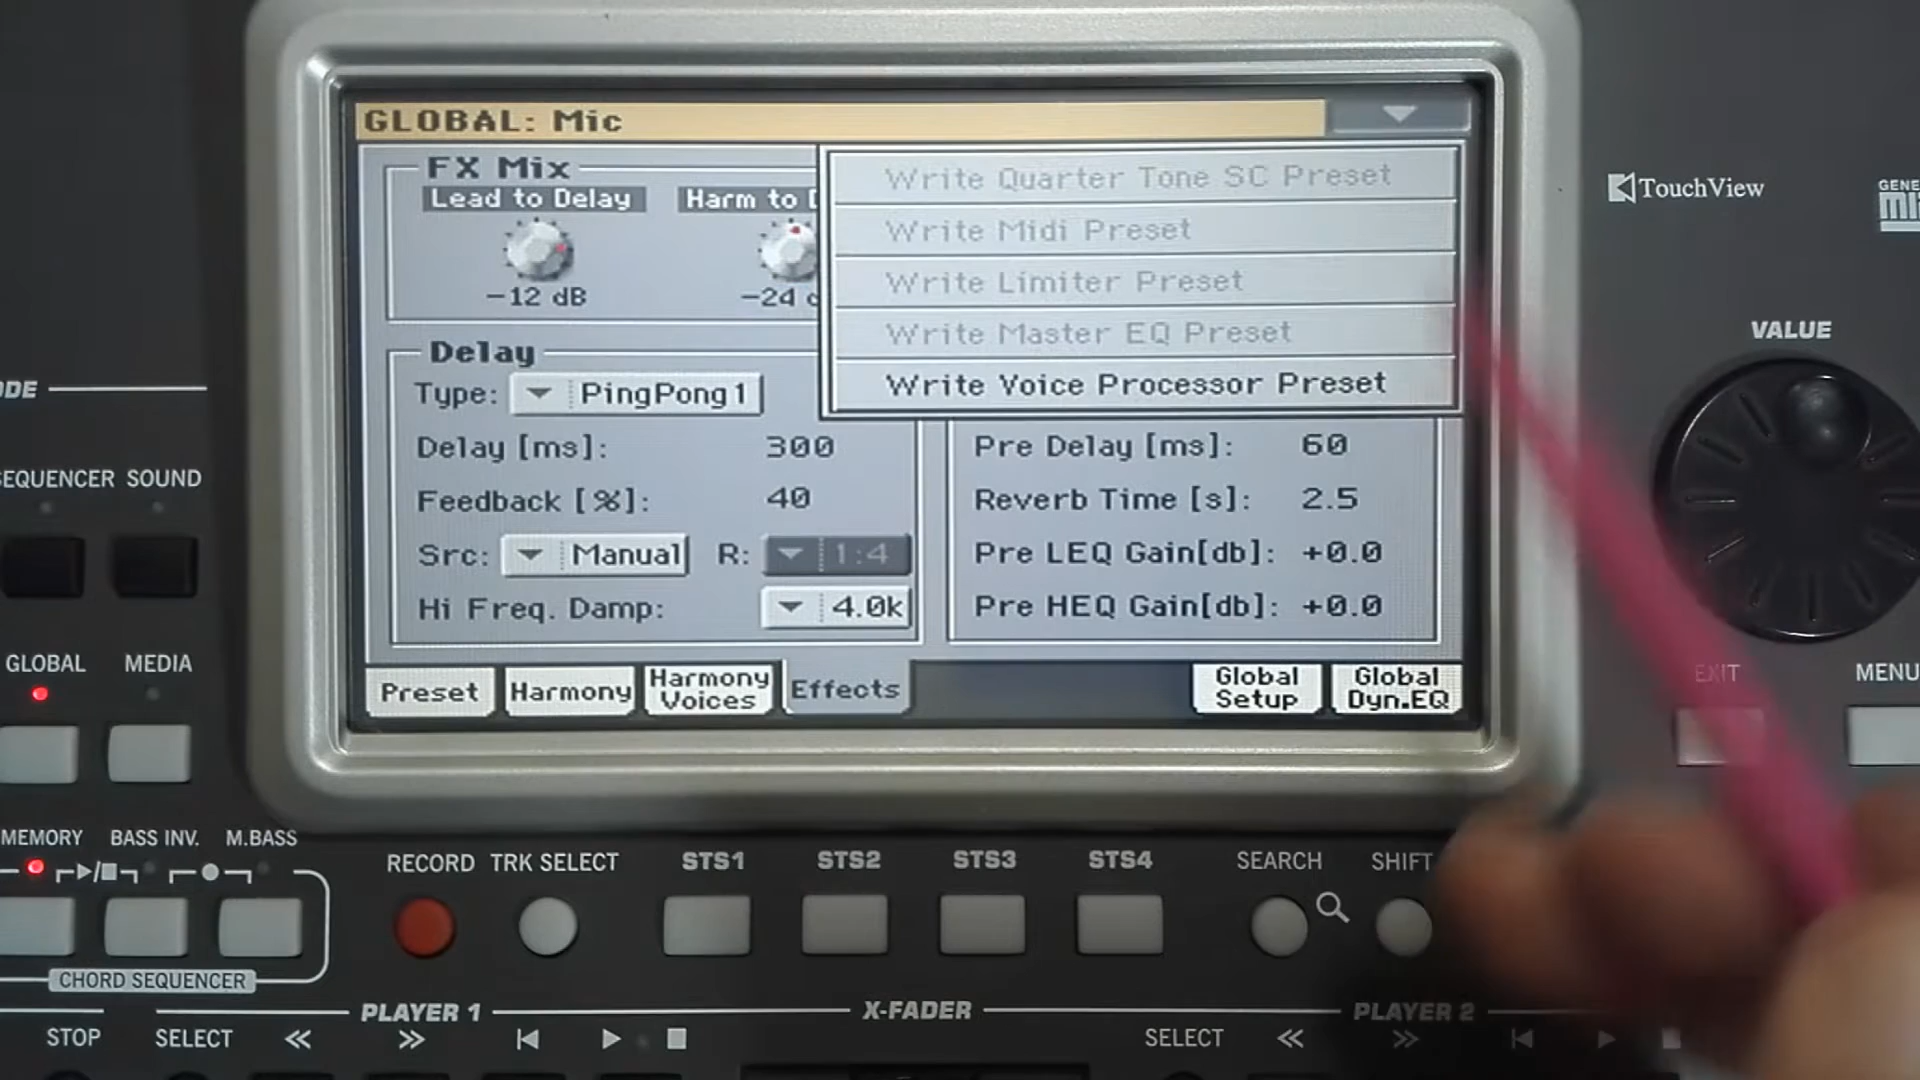 GLOBAL: Mic
FX Mix
Lead to Delay
Harm to
-12 dB
-24
Write Quarter Tone SC Preset
Write Midi Preset
Write Limiter Preset
Write Master EQ Preset
Write Voice Processor Preset
Delay
Type: PingPong1
Delay [ms]: 300
Feedback [%]: 40
Src: Manual R: 1:4
Hi Freq. Damp: 4.0k
Pre Delay [ms]: 60
Reverb Time [s]: 2.5
Pre LEQ Gain[db]: +0.0
Pre HEQ Gain[db]: +0.0
Preset
Harmony
Harmony
Voices
Effects
Global
Setup
Global
Dyn.EQ
TouchView
GENE
VALUE
EXIT
MENU
ODE
SEQUENCER SOUND
GLOBAL MEDIA
MEMORY BASS INV. M.BASS
CHORD SEQUENCER
RECORD TRK SELECT STS1 STS2 STS3 STS4 SEARCH SHIFT
PLAYER 1 X-FADER PLAYER 2
STOP SELECT SELECT